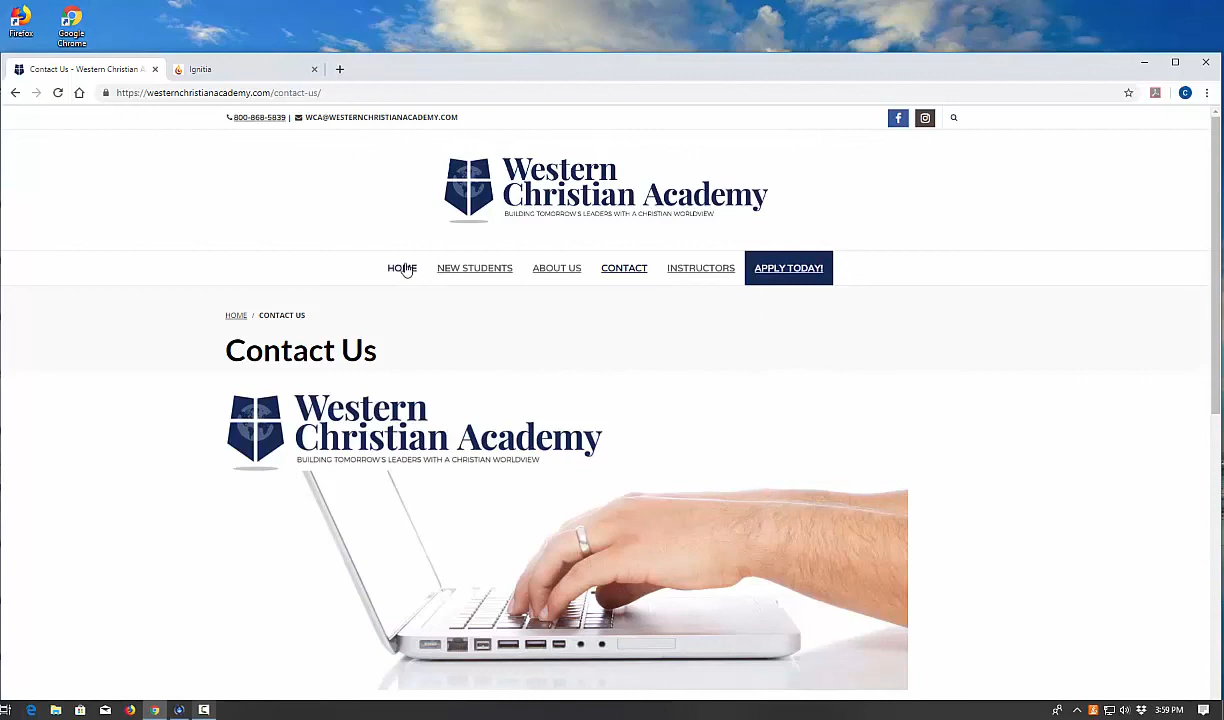 Firefox
Google
Chrome
Contact Us - Western Christian A
Ignitia
https://westernchristianacademy.com/contact-us/
800-868-5839 | WCA@WESTERNCHRISTIANACADEMY.COM
Western
Christian Academy
BUILDING TOMORROW'S LEADERS WITH A CHRISTIAN WORLDVIEW
HOME NEW STUDENTS ABOUT US CONTACT INSTRUCTORS APPLY TODAY!
HOME / CONTACT US
Contact Us
Western
Christian Academy
BUILDING TOMORROW'S LEADERS WITH A CHRISTIAN WORLDVIEW
3:59 PM